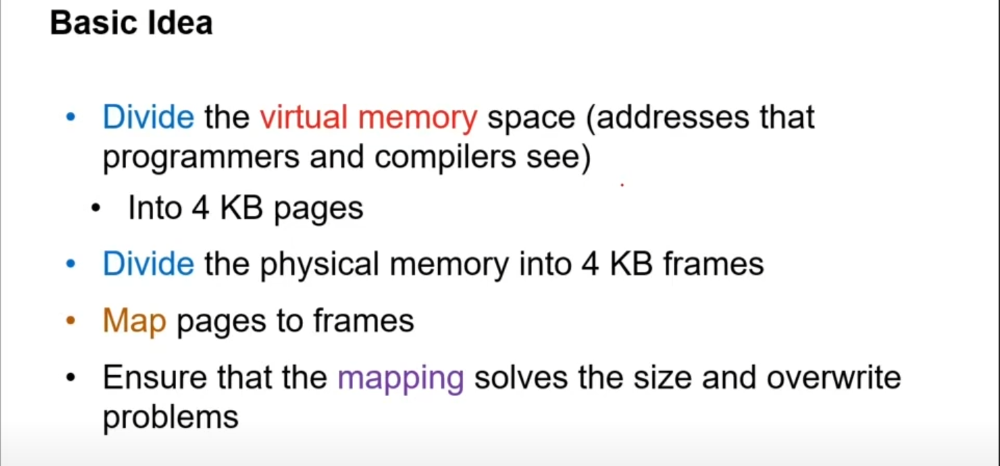 Basic Idea
• Divide the virtual memory space (addresses that
programmers and compilers see)
• Into 4 KB pages
• Divide the physical memory into 4 KB frames
• Map pages to frames
• Ensure that the mapping solves the size and overwrite
problems